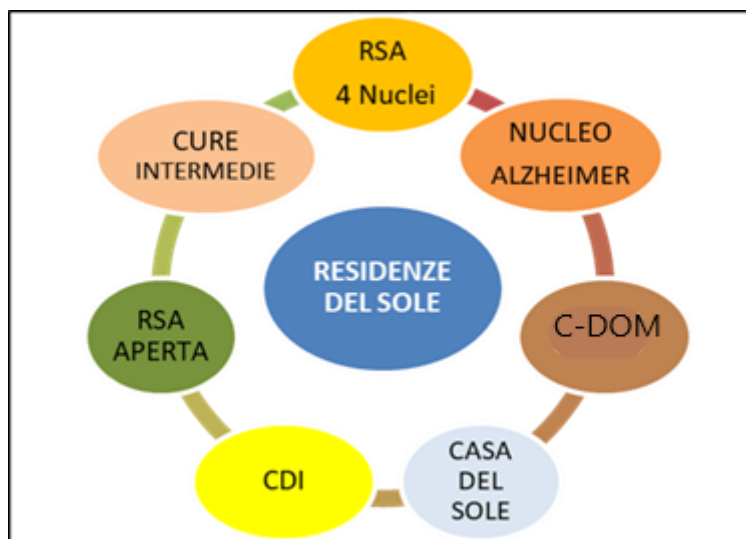 RSA
4 Nuclei
NUCLEO
ALZHEIMER
C-DOM
CASA
DEL
SOLE
CDI
RSA
APERTA
CURE
INTERMEDIE
RESIDENZE
DEL SOLE